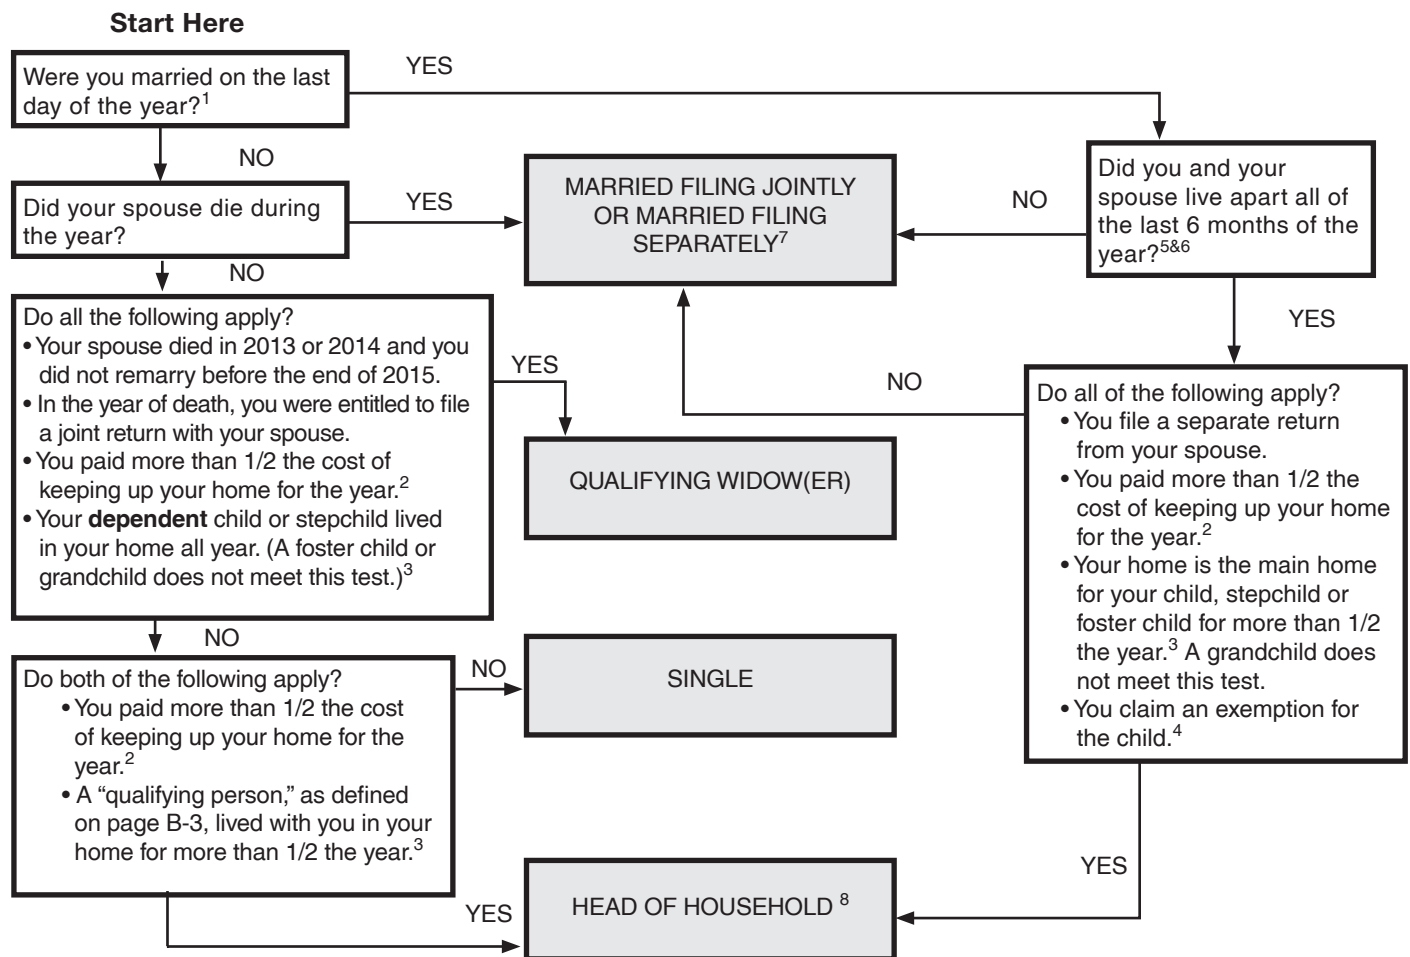 Start Here
Were you married on the last
day of the year?1
YES
NO
Did your spouse die during
the year?
YES
NO
MARRIED FILING JOINTLY
OR MARRIED FILING
SEPARATELY7
NO
Did you and your
spouse live apart all of
the last 6 months of the
year?5&6
YES
Do all the following apply?
• Your spouse died in 2013 or 2014 and you
did not remarry before the end of 2015.
• In the year of death, you were entitled to file
a joint return with your spouse.
• You paid more than 1/2 the cost of
keeping up your home for the year.2
• Your dependent child or stepchild lived
in your home all year. (A foster child or
grandchild does not meet this test.)3
YES
NO
QUALIFYING WIDOW(ER)
NO
Do all of the following apply?
• You file a separate return
from your spouse.
• You paid more than 1/2 the
cost of keeping up your home
for the year.2
• Your home is the main home
for your child, stepchild or
foster child for more than 1/2
the year.3 A grandchild does
not meet this test.
• You claim an exemption for
the child.4
YES
Do both of the following apply?
• You paid more than 1/2 the cost
of keeping up your home for the
year.2
• A “qualifying person,” as defined
on page B-3, lived with you in your
home for more than 1/2 the year.3
NO
SINGLE
YES
HEAD OF HOUSEHOLD 8